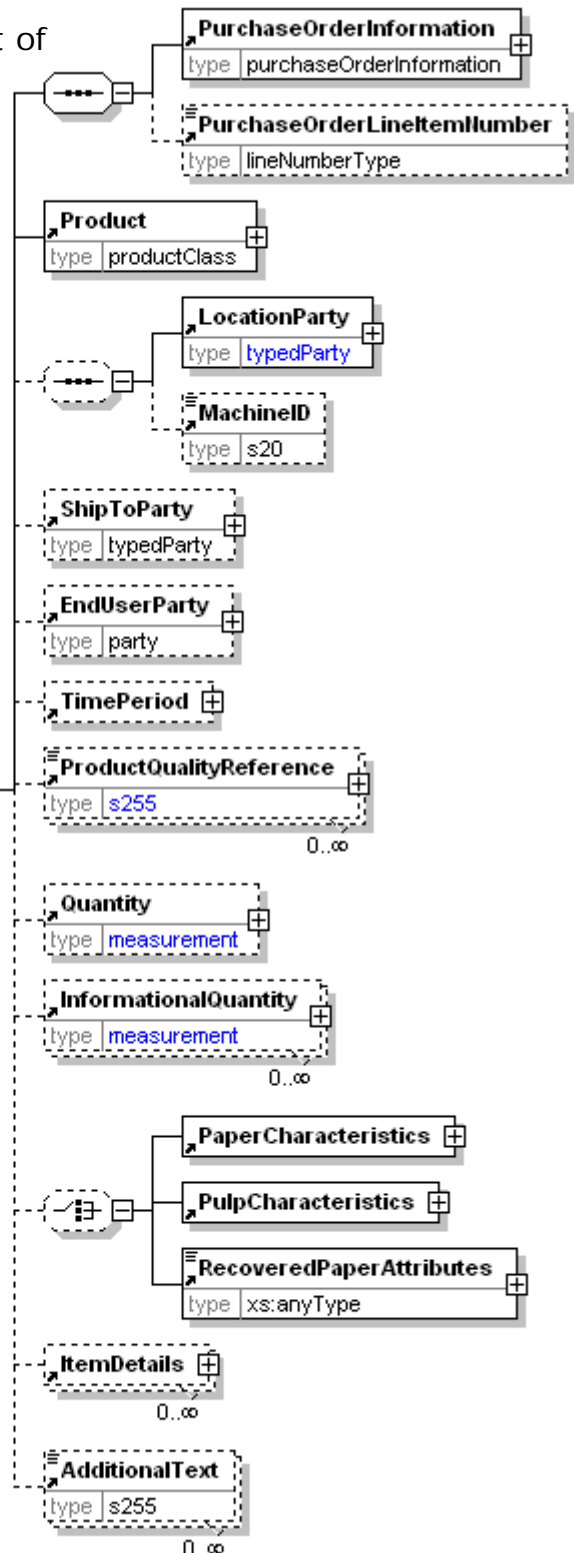 t of
PurchaseOrderInformation
type purchaseOrderInformation
PurchaseOrderLineItemNumber
type lineNumberType
Product
type productClass
LocationParty
type typedParty
MachineID
type s20
ShipToParty
type typedParty
EndUserParty
type party
TimePeriod
ProductQualityReference
type s255
0..∞
Quantity
type measurement
InformationalQuantity
type measurement
0..∞
PaperCharacteristics
PulpCharacteristics
RecoveredPaperAttributes
type xs:anyType
ItemDetails
0..∞
AdditionalText
type s255
0..∞